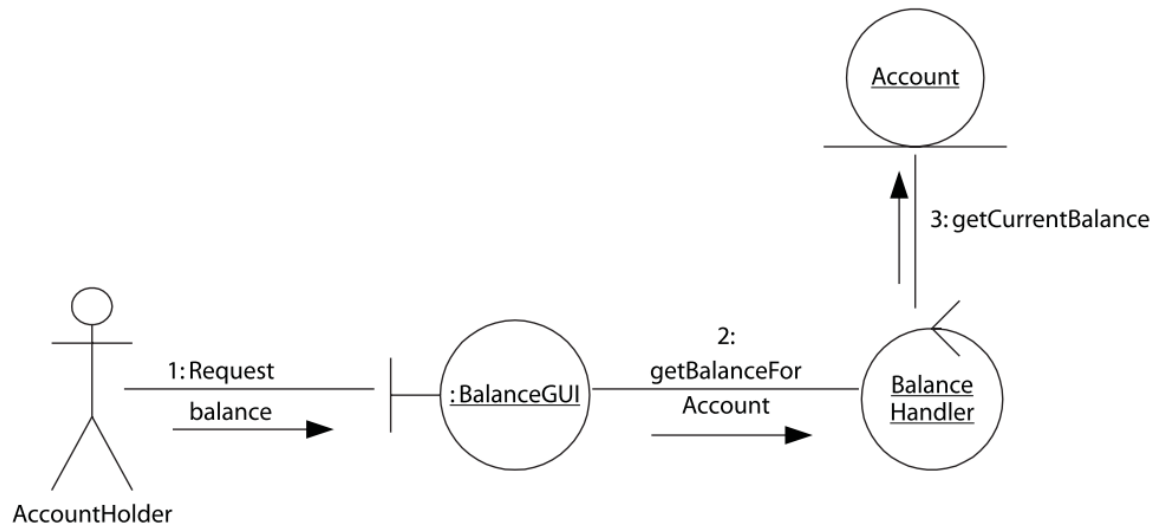 Account
3: getCurrentBalance
1: Request
balance
: BalanceGUI
2:
getBalanceFor
Account
Balance
Handler
AccountHolder